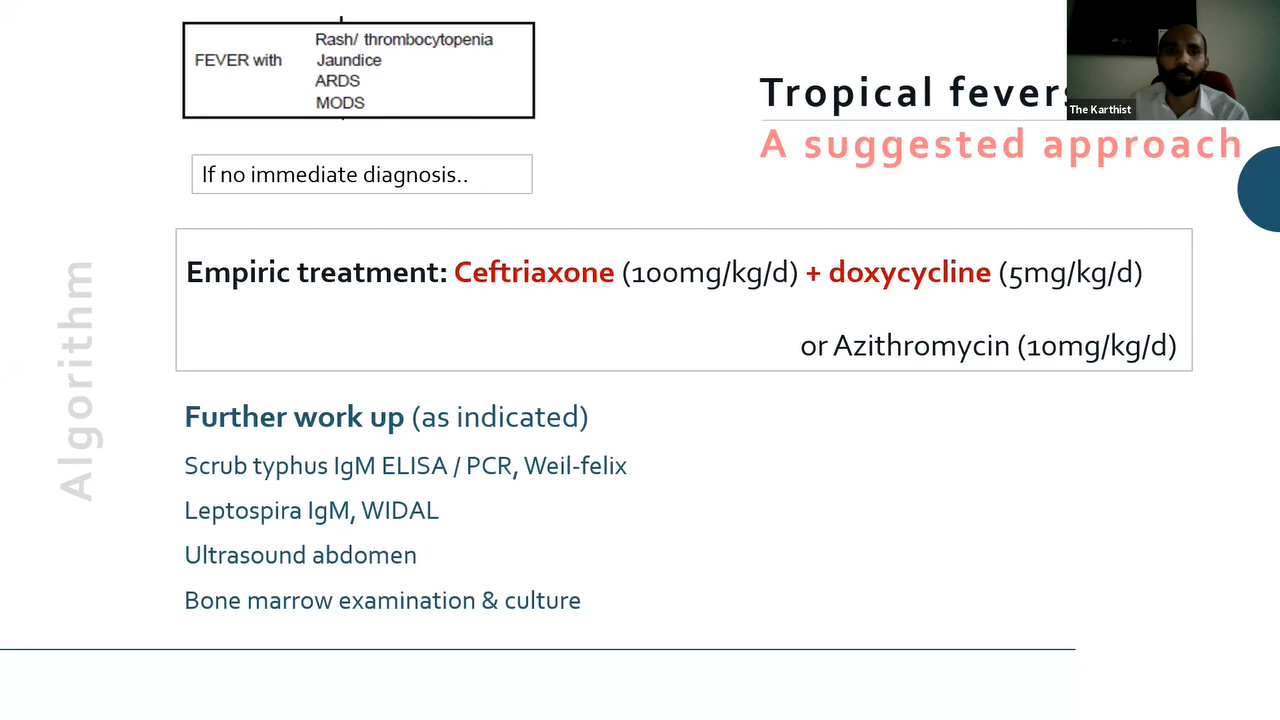 FEVER with
Rash/ thrombocytopenia
Jaundice
ARDS
MODS
Tropical fevers
A suggested approach
The Karthist
If no immediate diagnosis..
Algorithm
Empiric treatment: Ceftriaxone (100mg/kg/d) + doxycycline (5mg/kg/d)
or Azithromycin (10mg/kg/d)
Further work up (as indicated)
Scrub typhus IgM ELISA / PCR, Weil-felix
Leptospira IgM, WIDAL
Ultrasound abdomen
Bone marrow examination & culture